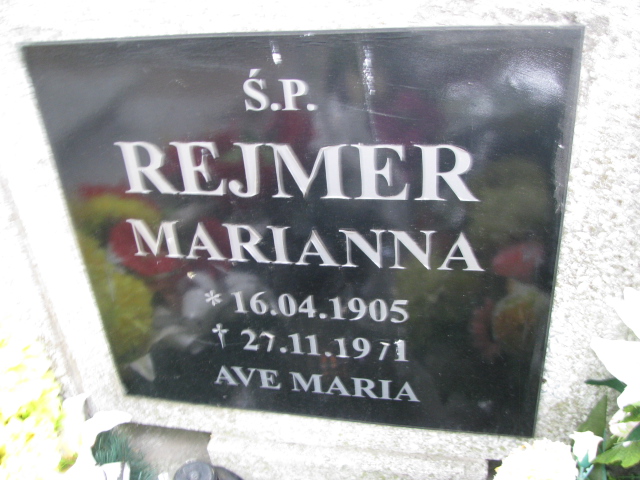 Ś.P.
REJMER
MARIANNA
* 16.04.1905
† 27.11.1971
AVE MARIA